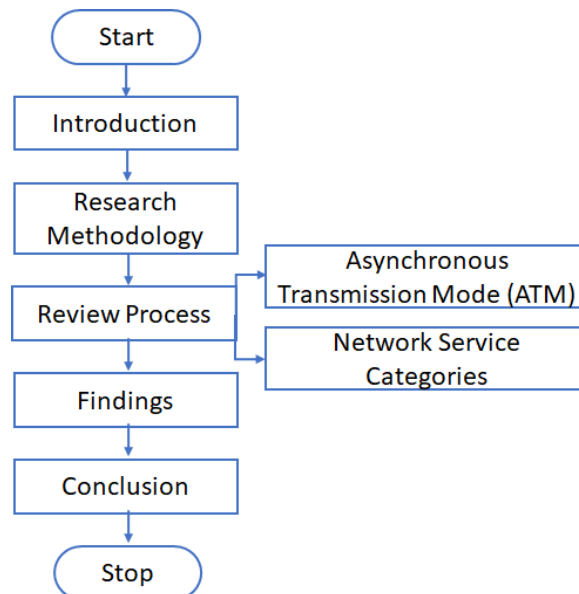 Start
Introduction
Research
Methodology
Asynchronous
Transmission Mode (ATM)
Review Process
Network Service
Categories
Findings
Conclusion
Stop